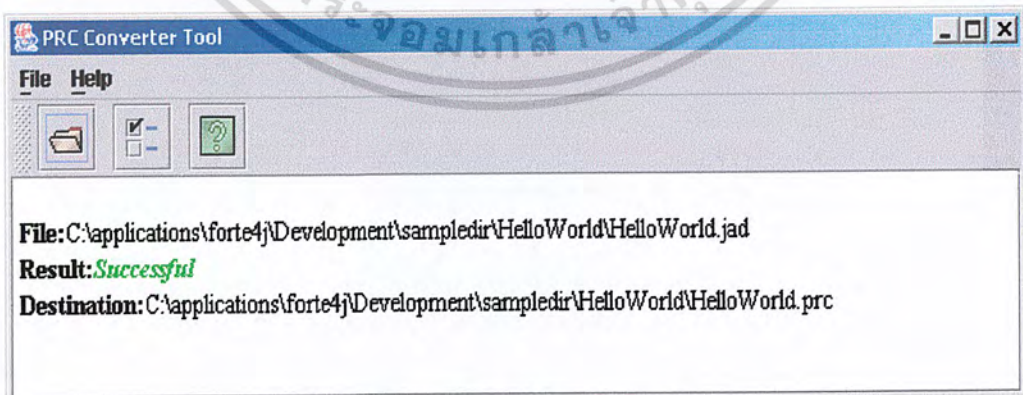 PRC Converter Tool
File Help
File:C:\applications\forte4j\Development\sampledir\HelloWorld\HelloWorld.jad
Result:Successful
Destination:C:\applications\forte4j\Development\sampledir\HelloWorld\HelloWorld.prc